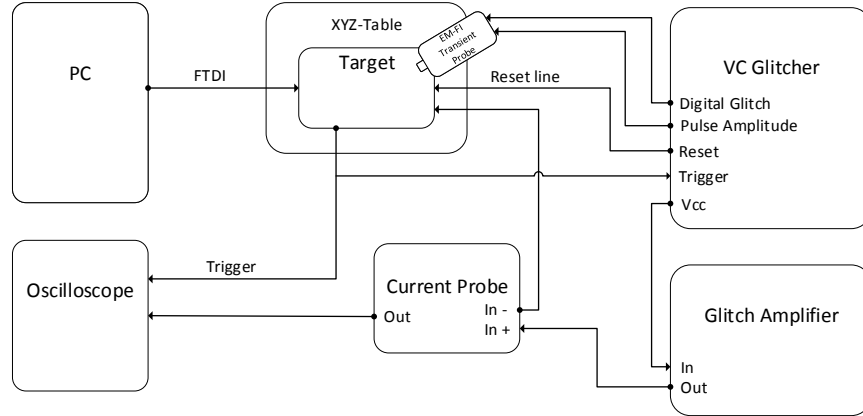 XYZ-Table
EM-FI
Transient
Probe
PC
Target
VC Glitcher
FTDI
Reset line
Digital Glitch
Pulse Amplitude
Reset
Trigger
Vcc
Trigger
Oscilloscope
Current Probe
In -
Out
In +
Glitch Amplifier
In
Out